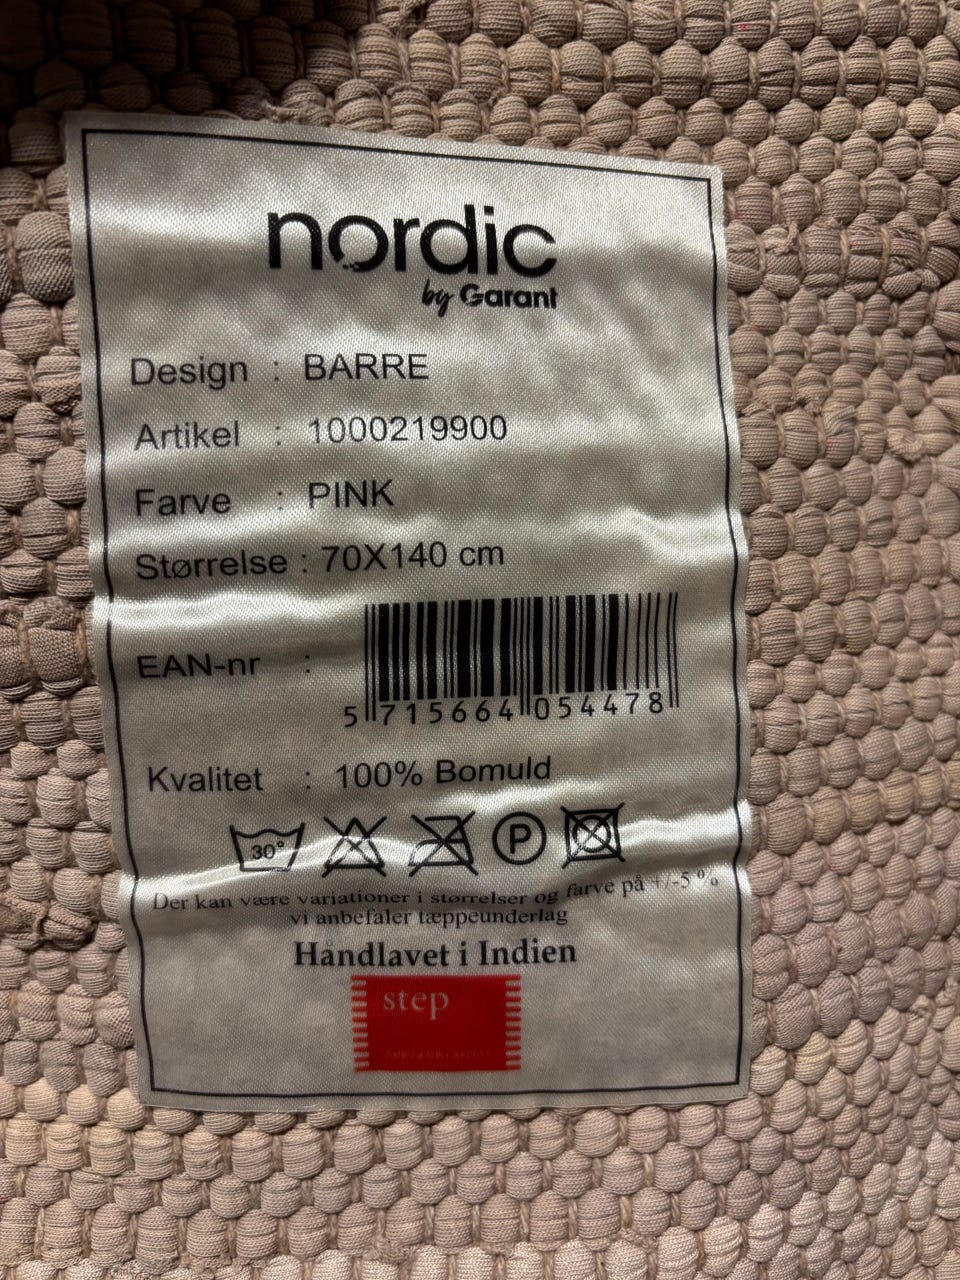 nordic
by Garant
Design : BARRE
Artikel : 1000219900
Farve : PINK
Størrelse : 70X140 cm
EAN-nr :
5 715664 054478
Kvalitet : 100% Bomuld
30° P
Der kan være variationer i størrelser og farve på +/-5 %
vi anbefaler tæppeunderlag
Håndlavet i Indien
step